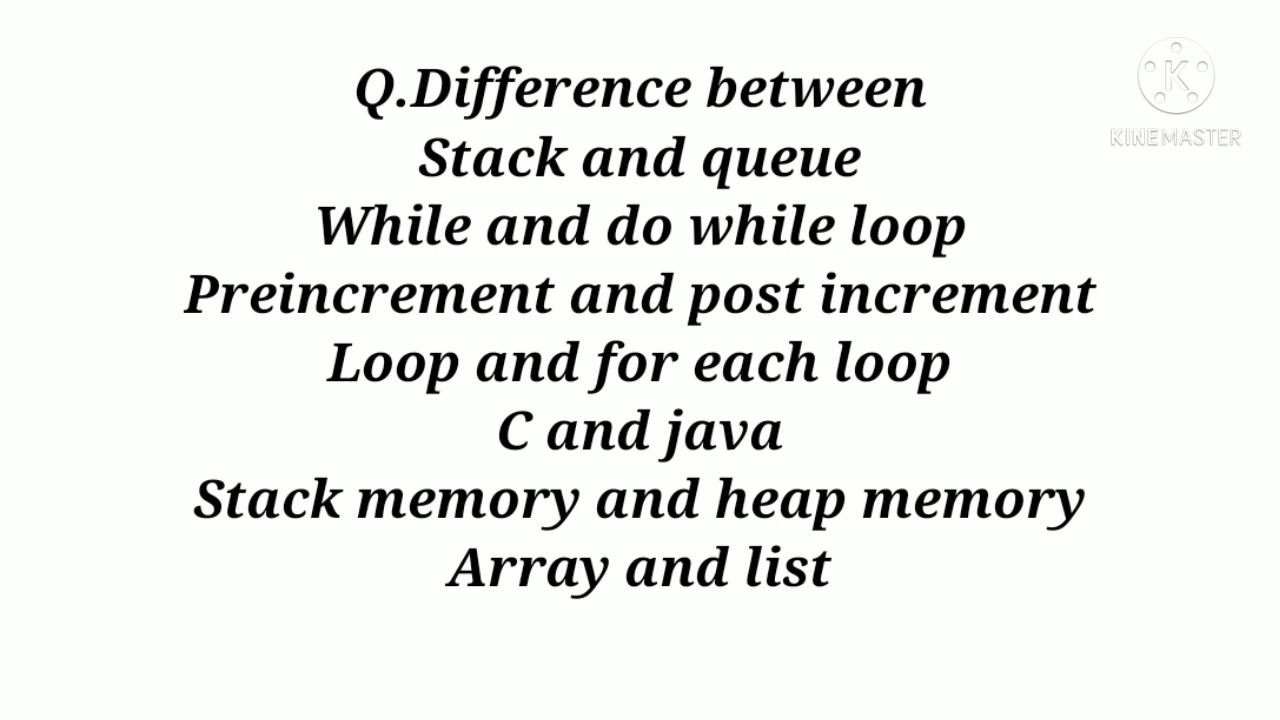 Q.Difference between
Stack and queue
While and do while loop
Preincrement and post increment
Loop and for each loop
C and java
Stack memory and heap memory
Array and list
K
KINEMASTER